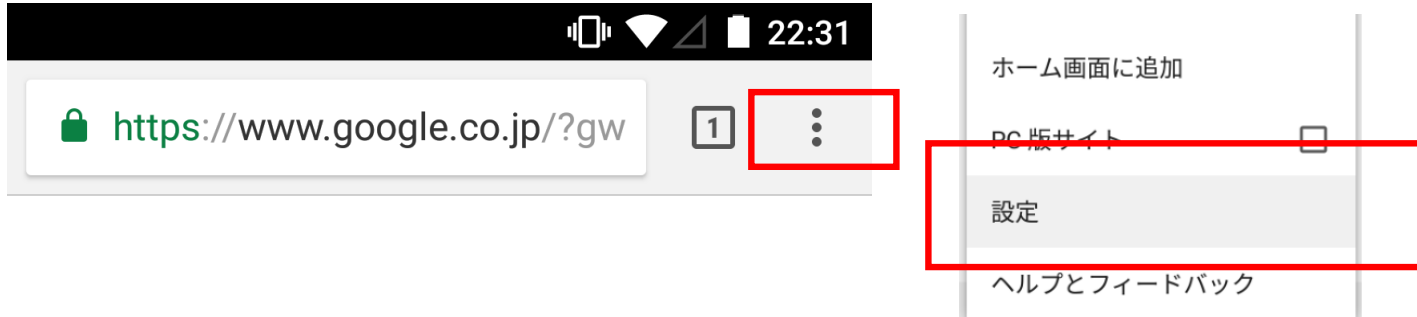 22:31
https://www.google.co.jp/?gw
1
ホーム画面に追加
PC 版サイト
設定
ヘルプとフィードバック